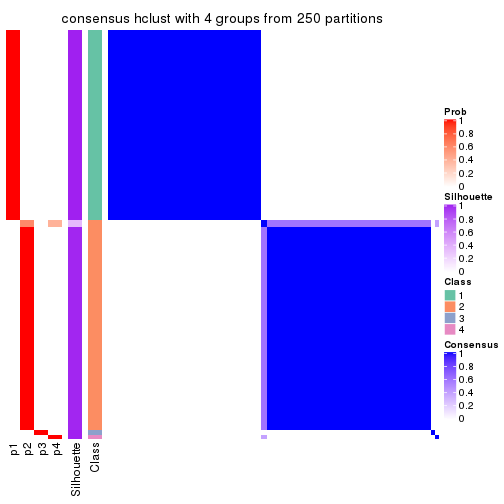 consensus hclust with 4 groups from 250 partitions
Prob
1
0.8
0.6
0.4
0.2
0
Silhouette
1
0.8
0.6
0.4
0.2
0
Class
1
2
3
4
Consensus
1
0.8
0.6
0.4
0.2
0
p1
p2
p3
p4
Silhouette
Class